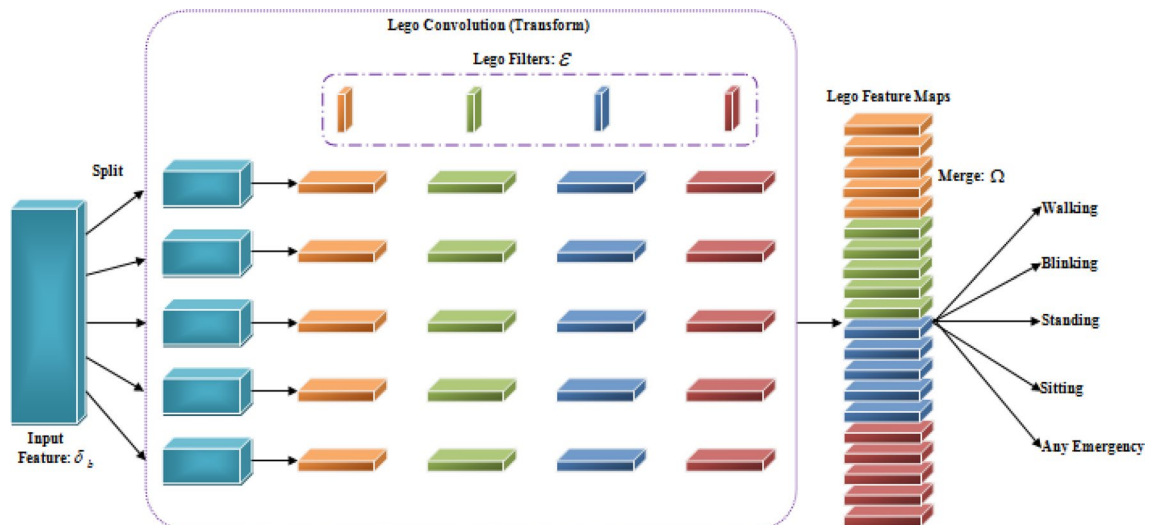 Lego Convolution (Transform)
Lego Filters: ℰ
Lego Feature Maps
Split
Merge: Ω
Walking
Blinking
Standing
Sitting
Any Emergency
Input
Feature: δ b